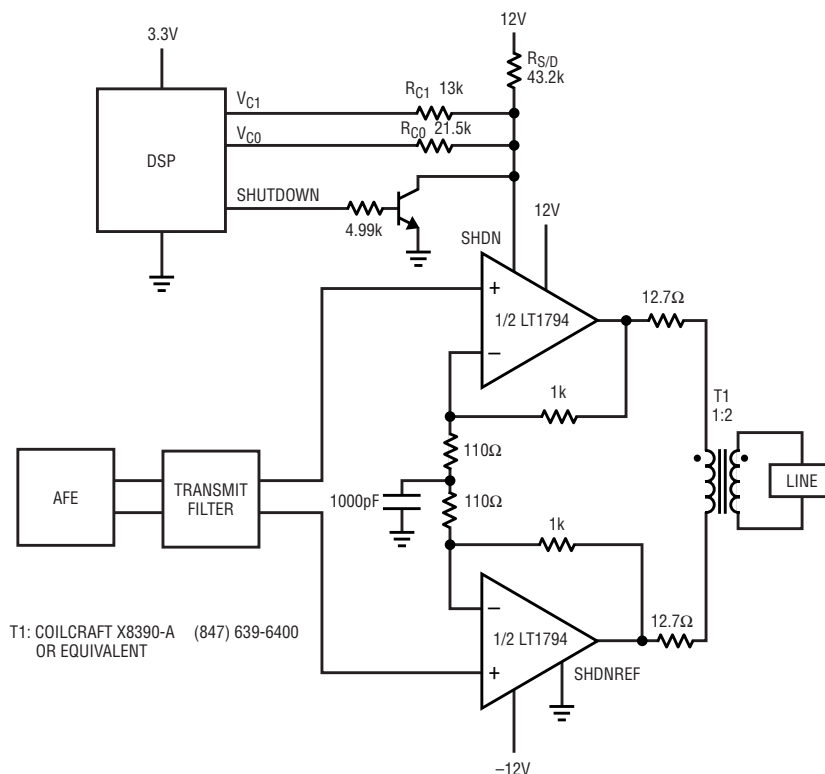 12V
3.3V
R_S/D
43.2k
V_C1
R_C1 13k
V_C0
R_C0 21.5k
DSP
SHUTDOWN
4.99k
12V
SHDN
+
1/2 LT1794
–
12.7Ω
1k
T1
1:2
110Ω
AFE
TRANSMIT
FILTER
1000pF
110Ω
LINE
1k
–
1/2 LT1794
+
12.7Ω
T1: COILCRAFT X8390-A (847) 639-6400
OR EQUIVALENT
SHDNREF
–12V